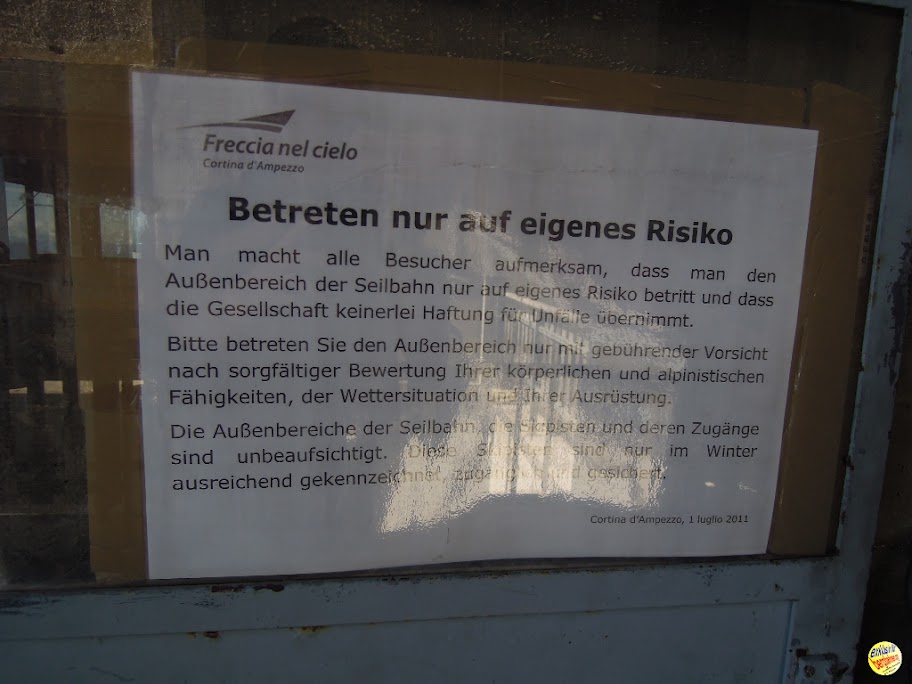 Freccia nel cielo
Cortina d'Ampezzo
Betreten nur auf eigenes Risiko
Man macht alle Besucher aufmerksam, dass man den
Außenbereich der Seilbahn nur auf eigenes Risiko betritt und dass
die Gesellschaft keinerlei Haftung für Unfälle übernimmt.
Bitte betreten Sie den Außenbereich nur mit gebührender Vorsicht
nach sorgfältiger Bewertung Ihrer körperlichen und alpinistischen
Fähigkeiten, der Wettersituation und Ihrer Ausrüstung.
Die Außenbereiche der Seilbahn, die Skipisten und deren Zugänge
sind unbeaufsichtigt. Diese Skipisten sind nur im Winter
ausreichend gekennzeichnet, zugänglich und gesichert.
Cortina d'Ampezzo, 1 luglio 2011